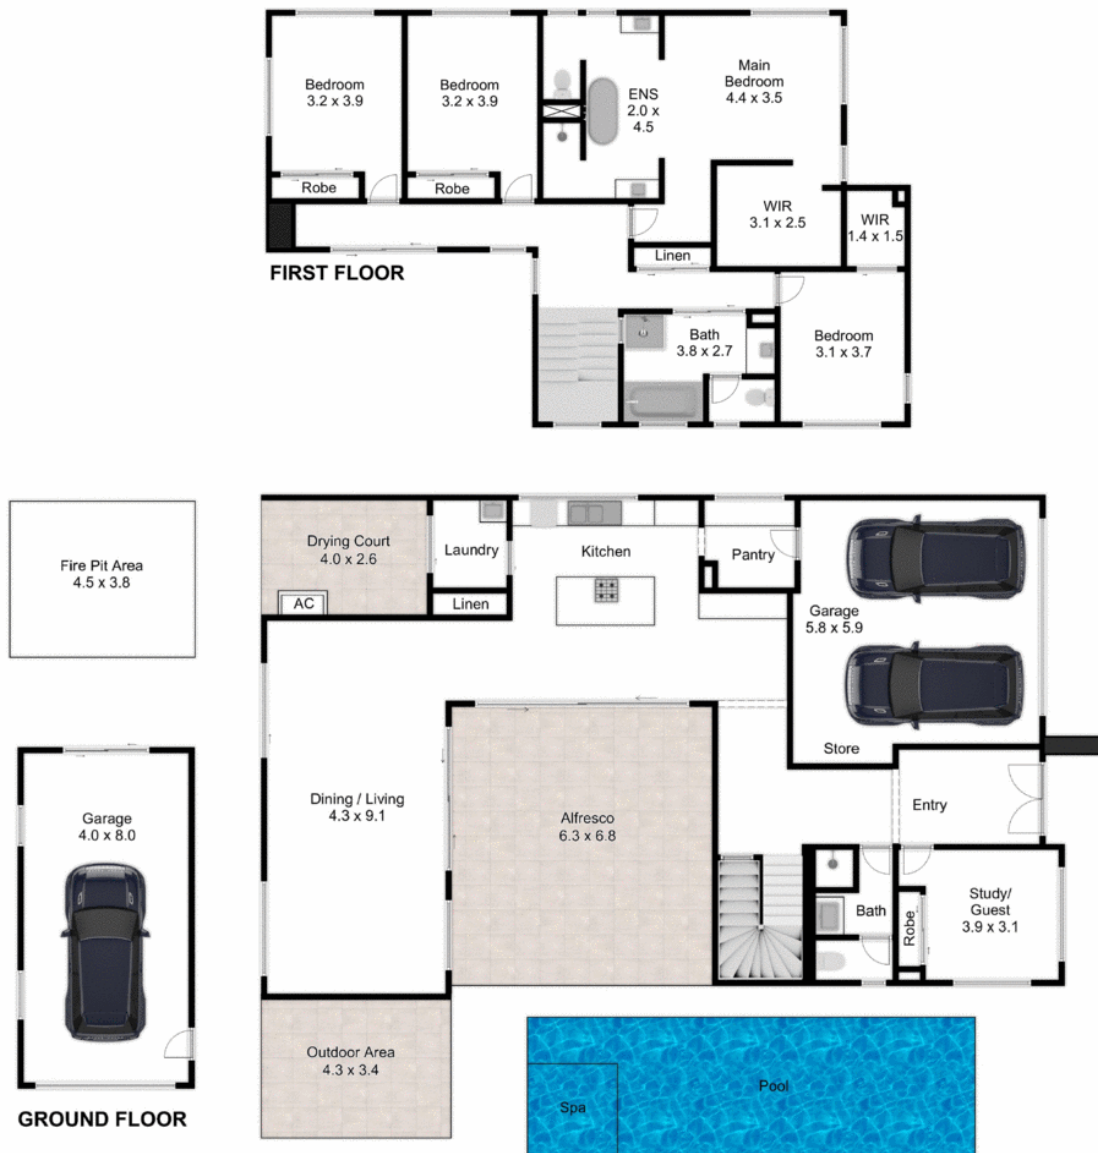 Bedroom
3.2 x 3.9
Bedroom
3.2 x 3.9
ENS
2.0 x
4.5
Main
Bedroom
4.4 x 3.5
Robe
Robe
WIR
3.1 x 2.5
WIR
1.4 x 1.5
Linen
FIRST FLOOR
Bath
3.8 x 2.7
Bedroom
3.1 x 3.7
Fire Pit Area
4.5 x 3.8
Drying Court
4.0 x 2.6
AC
Laundry
Linen
Kitchen
Pantry
Garage
5.8 x 5.9
Store
Garage
4.0 x 8.0
Dining / Living
4.3 x 9.1
Alfresco
6.3 x 6.8
Entry
Bath
Robe
Study/
Guest
3.9 x 3.1
Outdoor Area
4.3 x 3.4
Pool
Spa
GROUND FLOOR